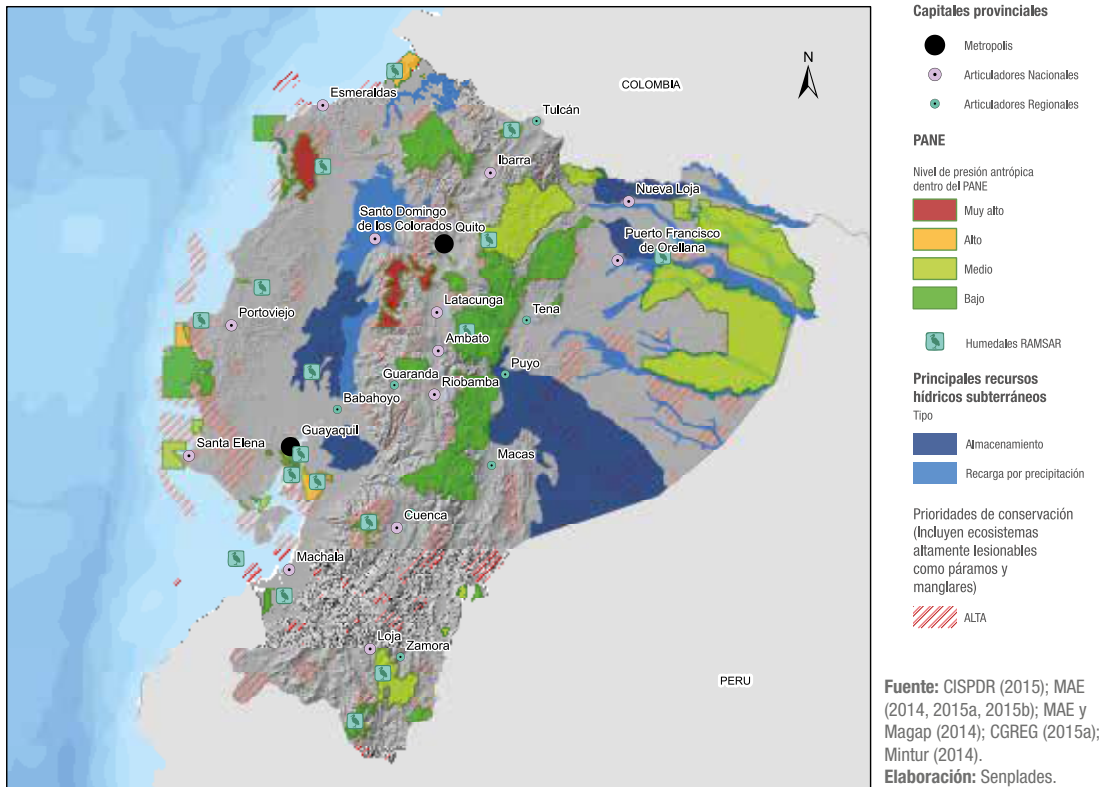 COLOMBIA
N
Esmeraldas
Tulcán
Ibarra
Nueva Loja
Santo Domingo
de los Colorados
Quito
Puerto Francisco
de Orellana
Latacunga
Tena
Portoviejo
Ambato
Puyo
Guaranda
Riobamba
Babahoyo
Guayaquil
Santa Elena
Macas
Cuenca
Machala
Loja
Zamora
PERU
Capitales provinciales
Metropolis
Articuladores Nacionales
Articuladores Regionales
PANE
Nivel de presión antrópica
dentro del PANE
Muy alto
Alto
Medio
Bajo
Humedales RAMSAR
Principales recursos
hídricos subterráneos
Tipo
Almacenamiento
Recarga por precipitación
Prioridades de conservación
(Incluyen ecosistemas
altamente lesionables
como páramos y
manglares)
ALTA
Fuente: CISPDR (2015); MAE
(2014, 2015a, 2015b); MAE y
Magap (2014); CGREG (2015a);
Mintur (2014).
Elaboración: Senplades.